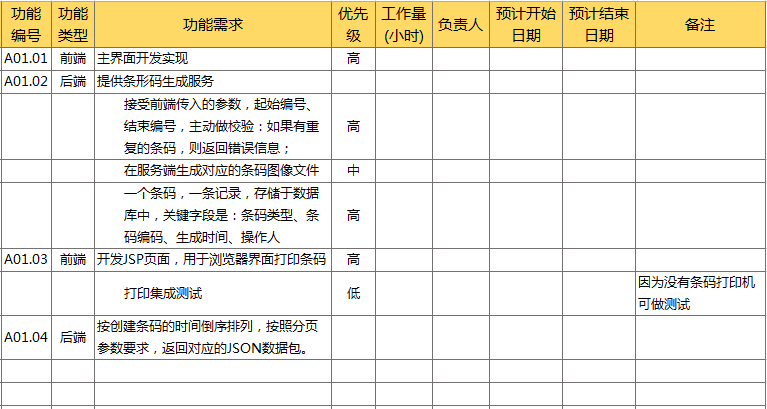 功能编号 功能类型 功能需求 优先级 工作量(小时) 负责人 预计开始日期 预计结束日期 备注
A01.01 前端 主界面开发实现 高
A01.02 后端 提供条形码生成服务
接受前端传入的参数，起始编号、
结束编号，主动做校验：如果有重
复的条码，则返回错误信息；
高
在服务端生成对应的条码图像文件 中
一个条码，一条记录，存储于数据
库中，关键字段是：条码类型、条
码编码、生成时间、操作人
高
A01.03 前端 开发JSP页面，用于浏览器界面打印条码 高
打印集成测试 低
因为没有条码打印机
可做测试
A01.04 后端
按创建条码的时间倒序排列，按照分页
参数要求，返回对应的JSON数据包。